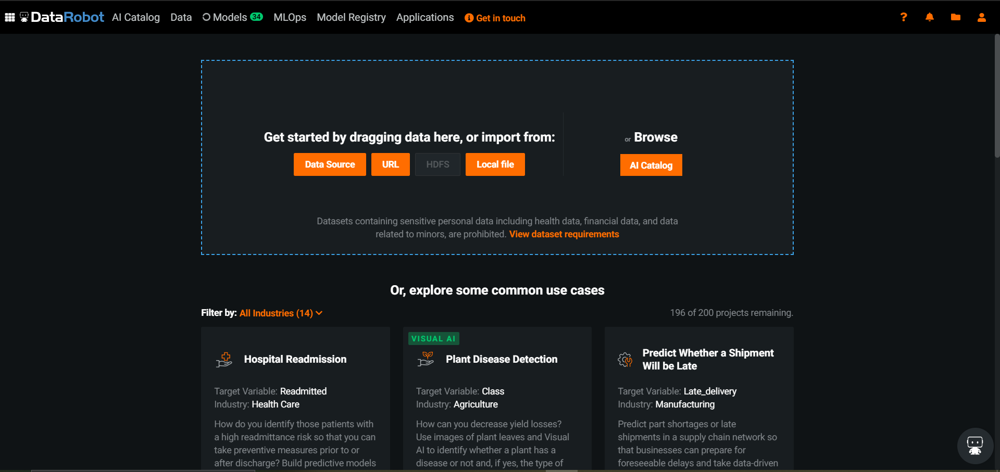 DataRobot AI Catalog Data Models 34 MLOps Model Registry Applications Get in touch
Get started by dragging data here, or import from:
or Browse
Data Source URL HDFS Local file
AI Catalog
Datasets containing sensitive personal data including health data, financial data, and data
related to minors, are prohibited. View dataset requirements
Or, explore some common use cases
Filter by: All Industries (14)
196 of 200 projects remaining.
Hospital Readmission
Target Variable: Readmitted
Industry: Health Care
How do you identify those patients with
a high readmittance risk so that you can
take preventive measures prior to or
after discharge? Build predictive models
VISUAL AI
Plant Disease Detection
Target Variable: Class
Industry: Agriculture
How can you decrease yield losses?
Use images of plant leaves and Visual
AI to identify whether a plant has a
disease or not and, if yes, the type of
Predict Whether a Shipment
Will be Late
Target Variable: Late_delivery
Industry: Manufacturing
Predict part shortages or late
shipments in a supply chain network so
that businesses can prepare for
foreseeable delays and take data-driven